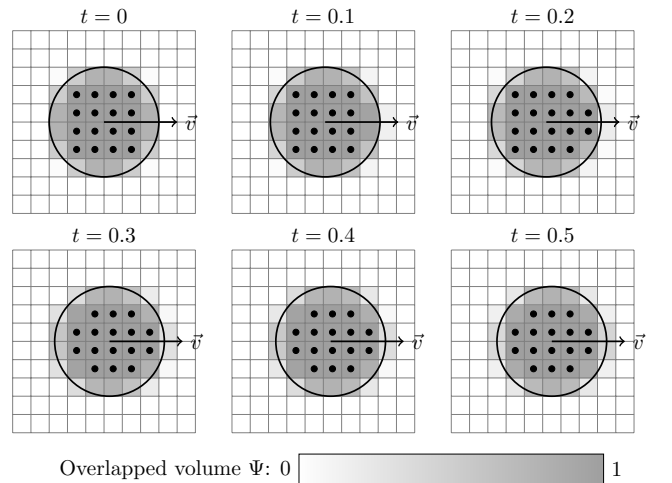 t = 0 t = 0.1 t = 0.2
v⃗ v⃗ v⃗
t = 0.3 t = 0.4 t = 0.5
v⃗ v⃗ v⃗
Overlapped volume Ψ: 0 1